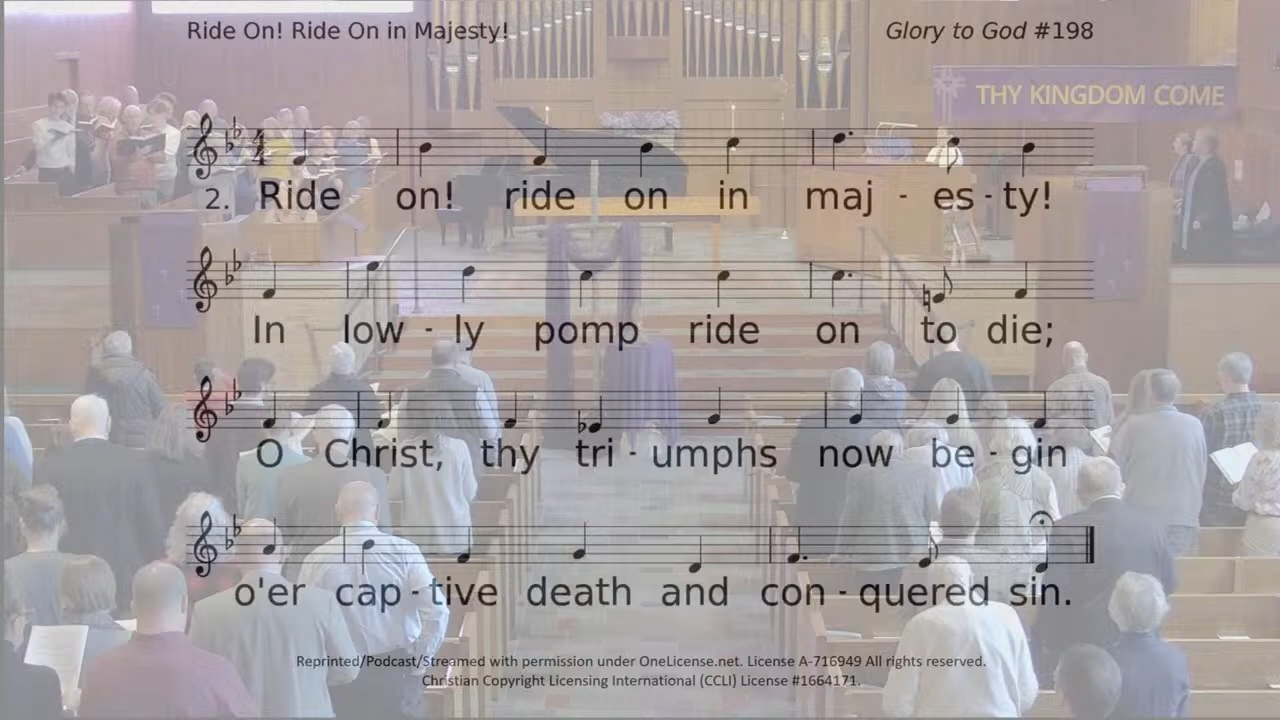 Ride On! Ride On in Majesty!
Glory to God #198
THY KINGDOM COME
2. Ride on! ride on in maj - es - ty!
In low - ly pomp ride on to die;
O Christ, thy tri - umphs now be - gin
o'er cap - tive death and con - quered sin.
Reprinted/Podcast/Streamed with permission under OneLicense.net. License A-716949 All rights reserved.
Christian Copyright Licensing International (CCLI) License #1664171.